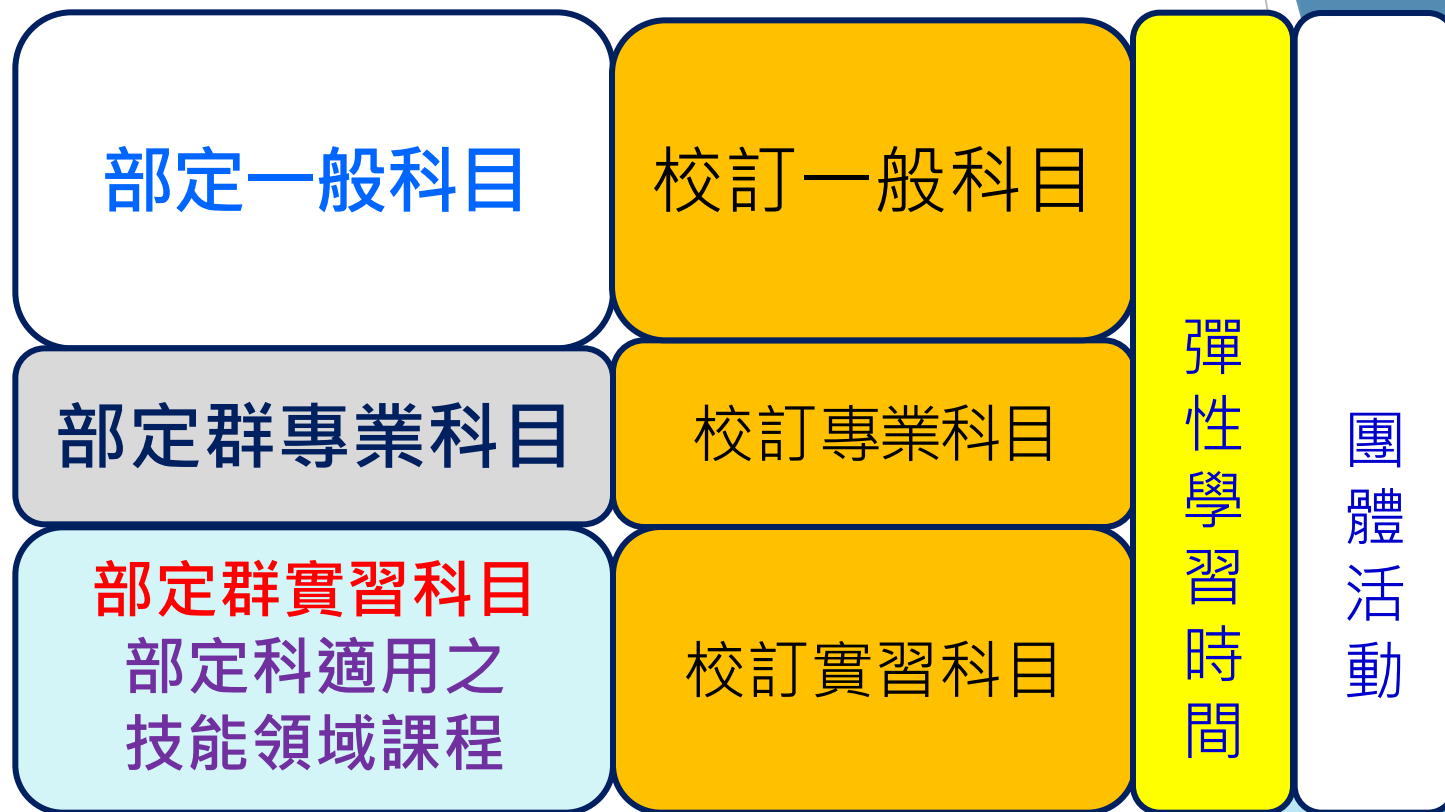 部定一般科目
校訂一般科目
部定群專業科目
校訂專業科目
部定群實習科目
部定科適用之
技能領域課程
校訂實習科目
彈性學習時間
團體活動